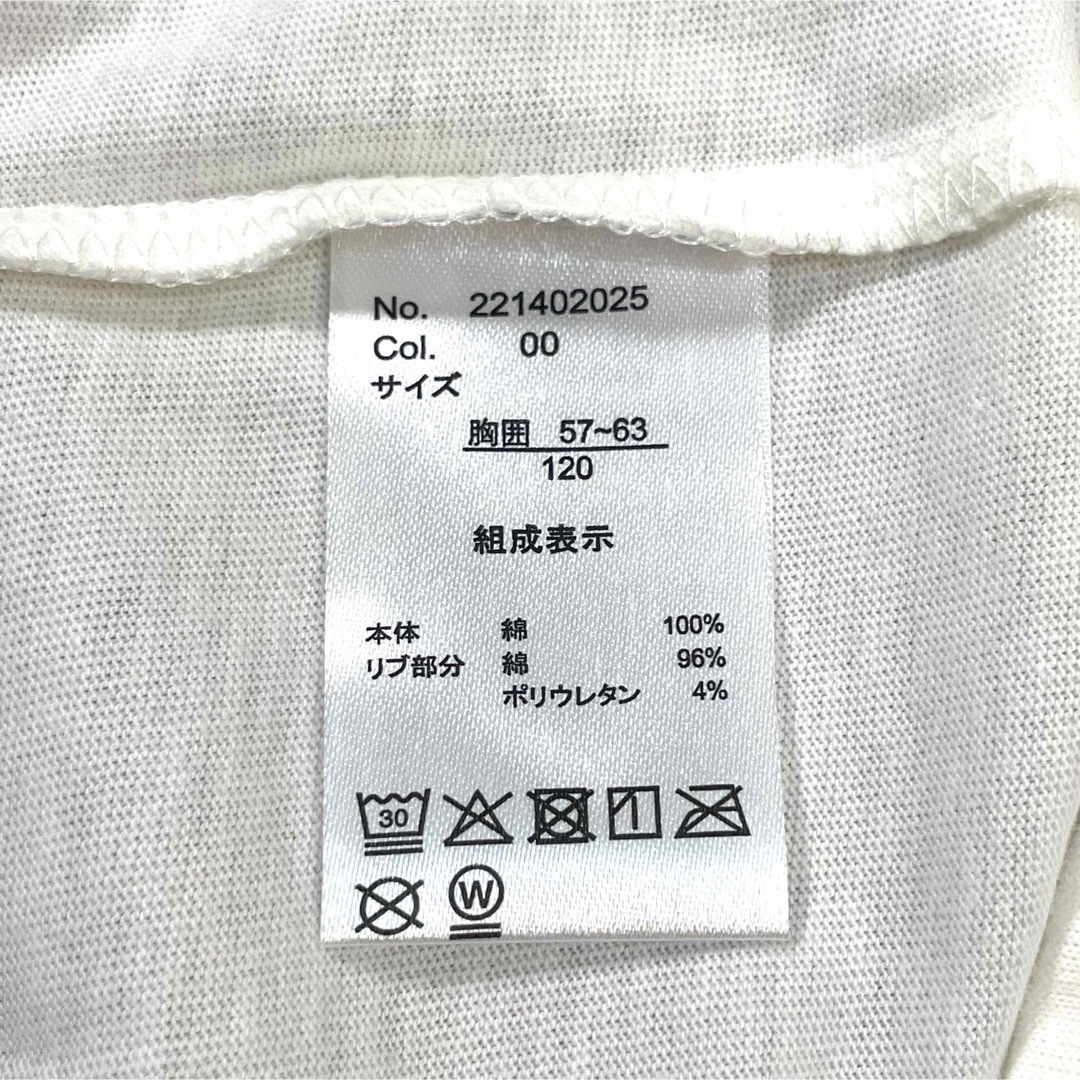 No. 221402025
Col. 00
サイズ
胸囲 57~63
120
組成表示
本体 綿 100%
リブ部分 綿 96%
ポリウレタン 4%
30
W